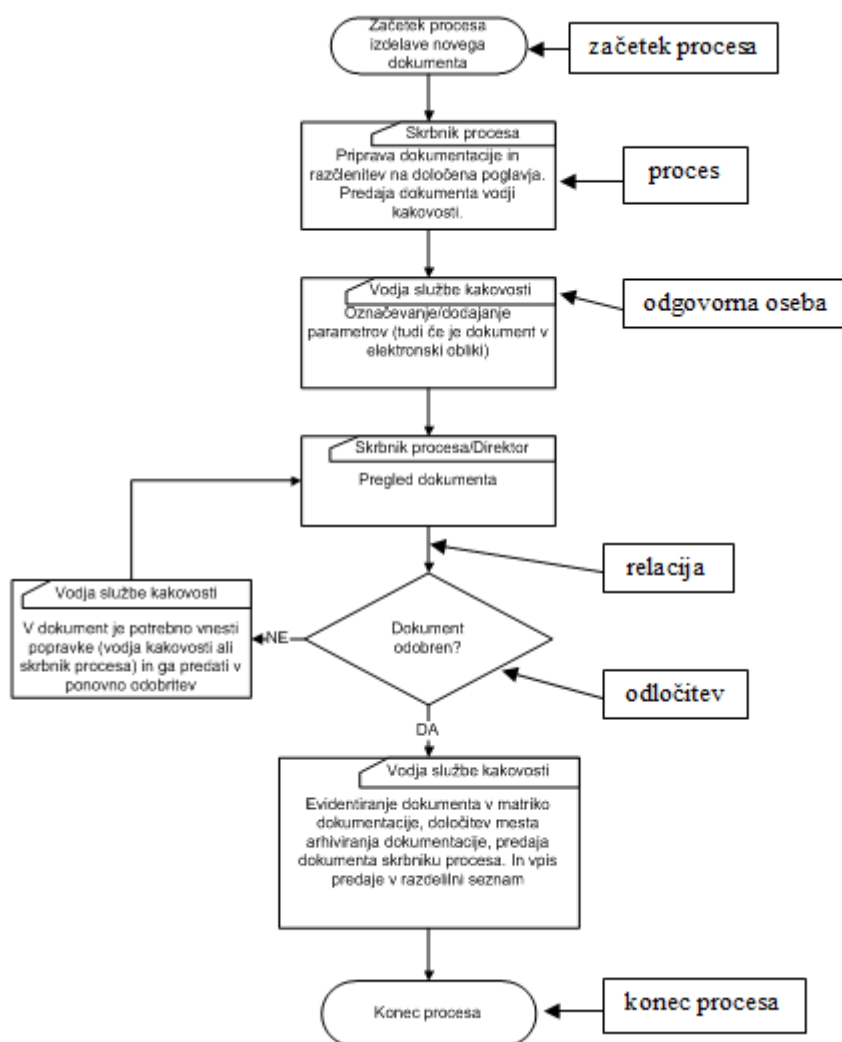 Začetek procesa
izdelave novega
dokumenta
začetek procesa
Skrbnik procesa
Priprava dokumentacije in
razčlenitev na določena poglavja.
Predaja dokumenta vodji
kakovosti.
proces
Vodja službe kakovosti
Označevanje/dodajanje
parametrov (tudi če je dokument v
elektronski obliki)
odgovorna oseba
Skrbnik procesa/Direktor
Pregled dokumenta
relacija
Vodja službe kakovosti
V dokument je potrebno vnesti
popravke (vodja kakovosti ali
skrbnik procesa) in ga predati v
ponovno odobritev
NE
Dokument
odobren?
odločitev
DA
Vodja službe kakovosti
Evidentiranje dokumenta v matriko
dokumentacije, določitev mesta
arhiviranja dokumentacije, predaja
dokumenta skrbniku procesa. In vpis
predaje v razdelilni seznam
Konec procesa
konec procesa